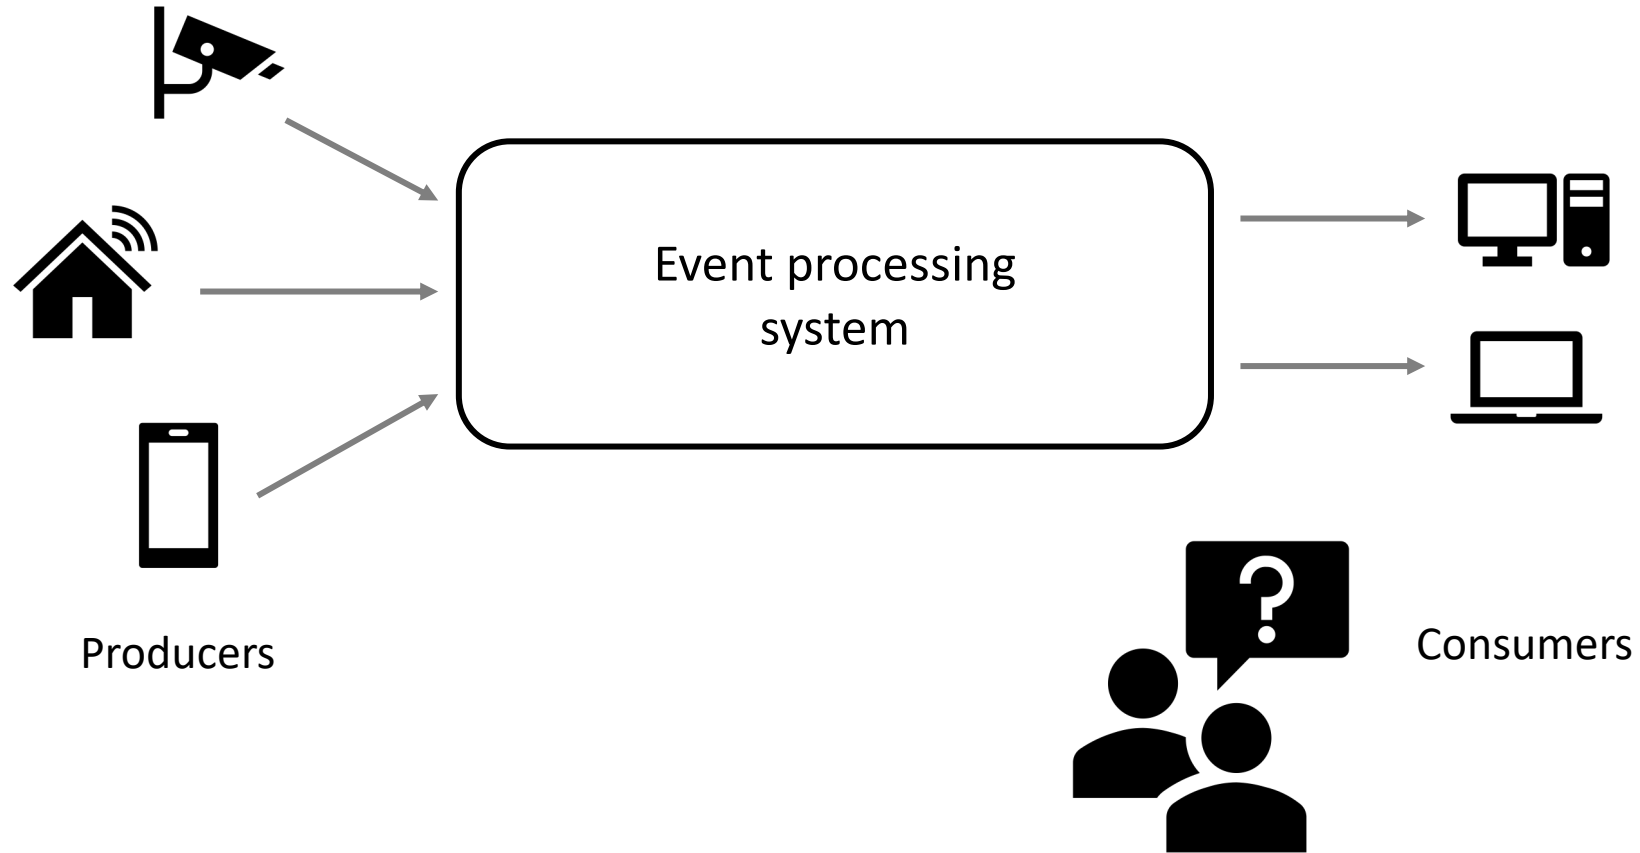 Event processing
system
?
Producers
Consumers